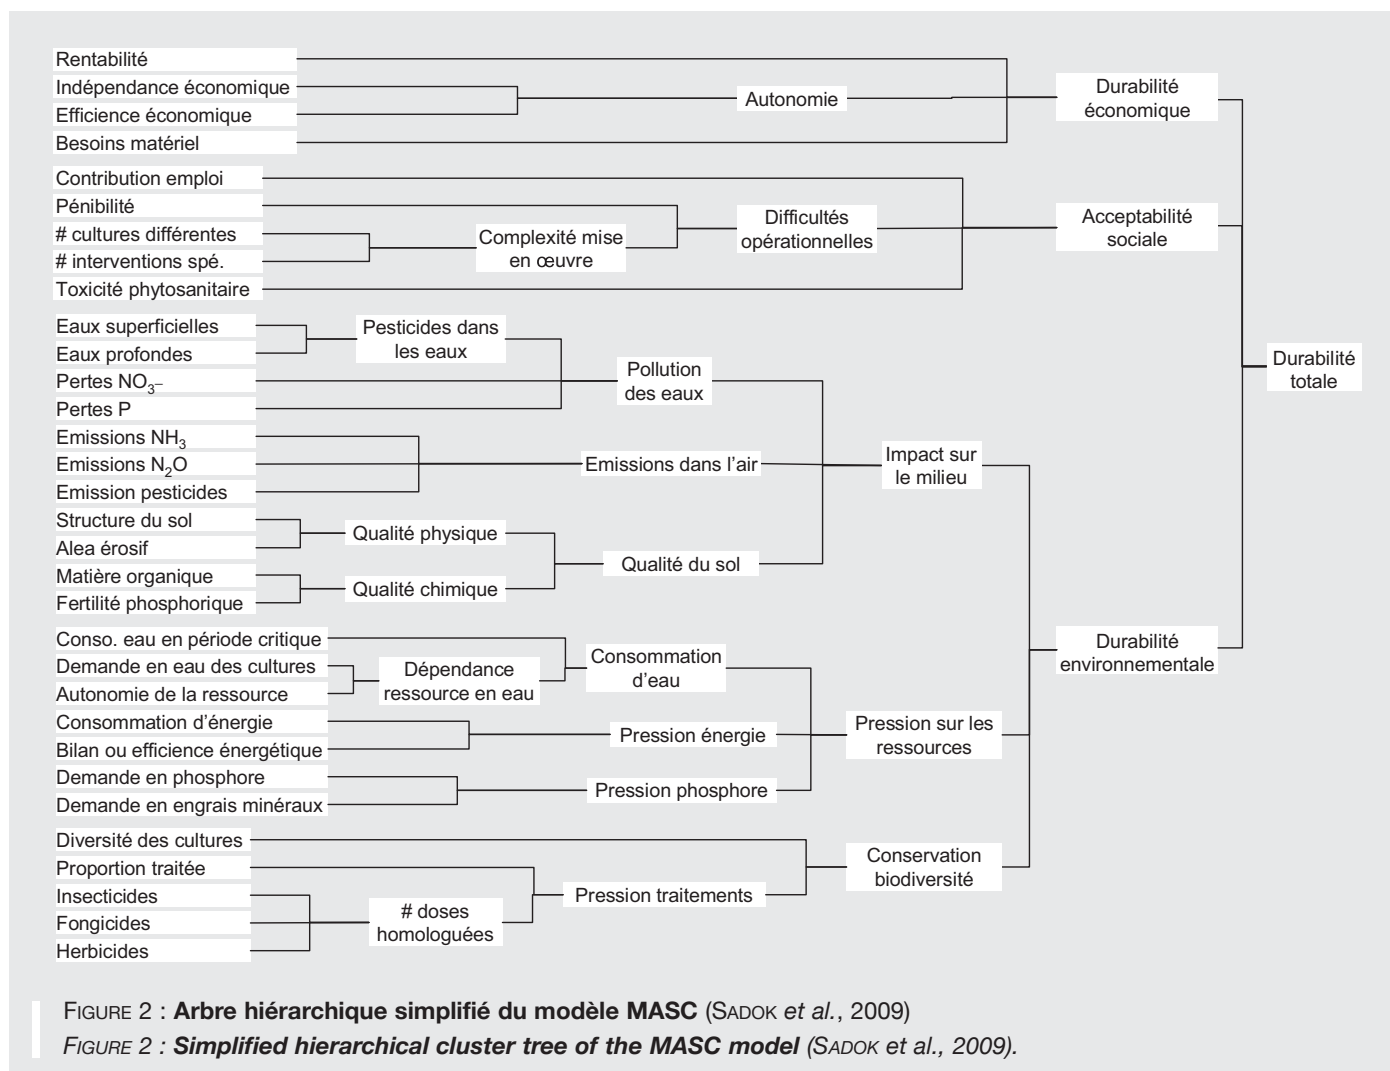 Rentabilité
Indépendance économique
Efficience économique
Besoins matériel
Autonomie
Durabilité
économique
Contribution emploi
Pénibilité
# cultures différentes
# interventions spé.
Toxicité phytosanitaire
Complexité mise
en œuvre
Difficultés
opérationnelles
Acceptabilité
sociale
Eaux superficielles
Eaux profondes
Pertes NO3–
Pertes P
Emissions NH3
Emissions N2O
Emission pesticides
Structure du sol
Alea érosif
Matière organique
Fertilité phosphorique
Pesticides dans
les eaux
Pollution
des eaux
Emissions dans l’air
Qualité physique
Qualité chimique
Qualité du sol
Impact sur
le milieu
Conso. eau en période critique
Demande en eau des cultures
Autonomie de la ressource
Consommation d’énergie
Bilan ou efficience énergétique
Demande en phosphore
Demande en engrais minéraux
Dépendance
ressource en eau
Consommation
d’eau
Pression énergie
Pression phosphore
Pression sur les
ressources
Diversité des cultures
Proportion traitée
Insecticides
Fongicides
Herbicides
# doses
homologuées
Pression traitements
Conservation
biodiversité
Durabilité
environnementale
Durabilité
totale
FIGURE 2 : Arbre hiérarchique simplifié du modèle MASC (SADOK et al., 2009)
FIGURE 2 : Simplified hierarchical cluster tree of the MASC model (SADOK et al., 2009).